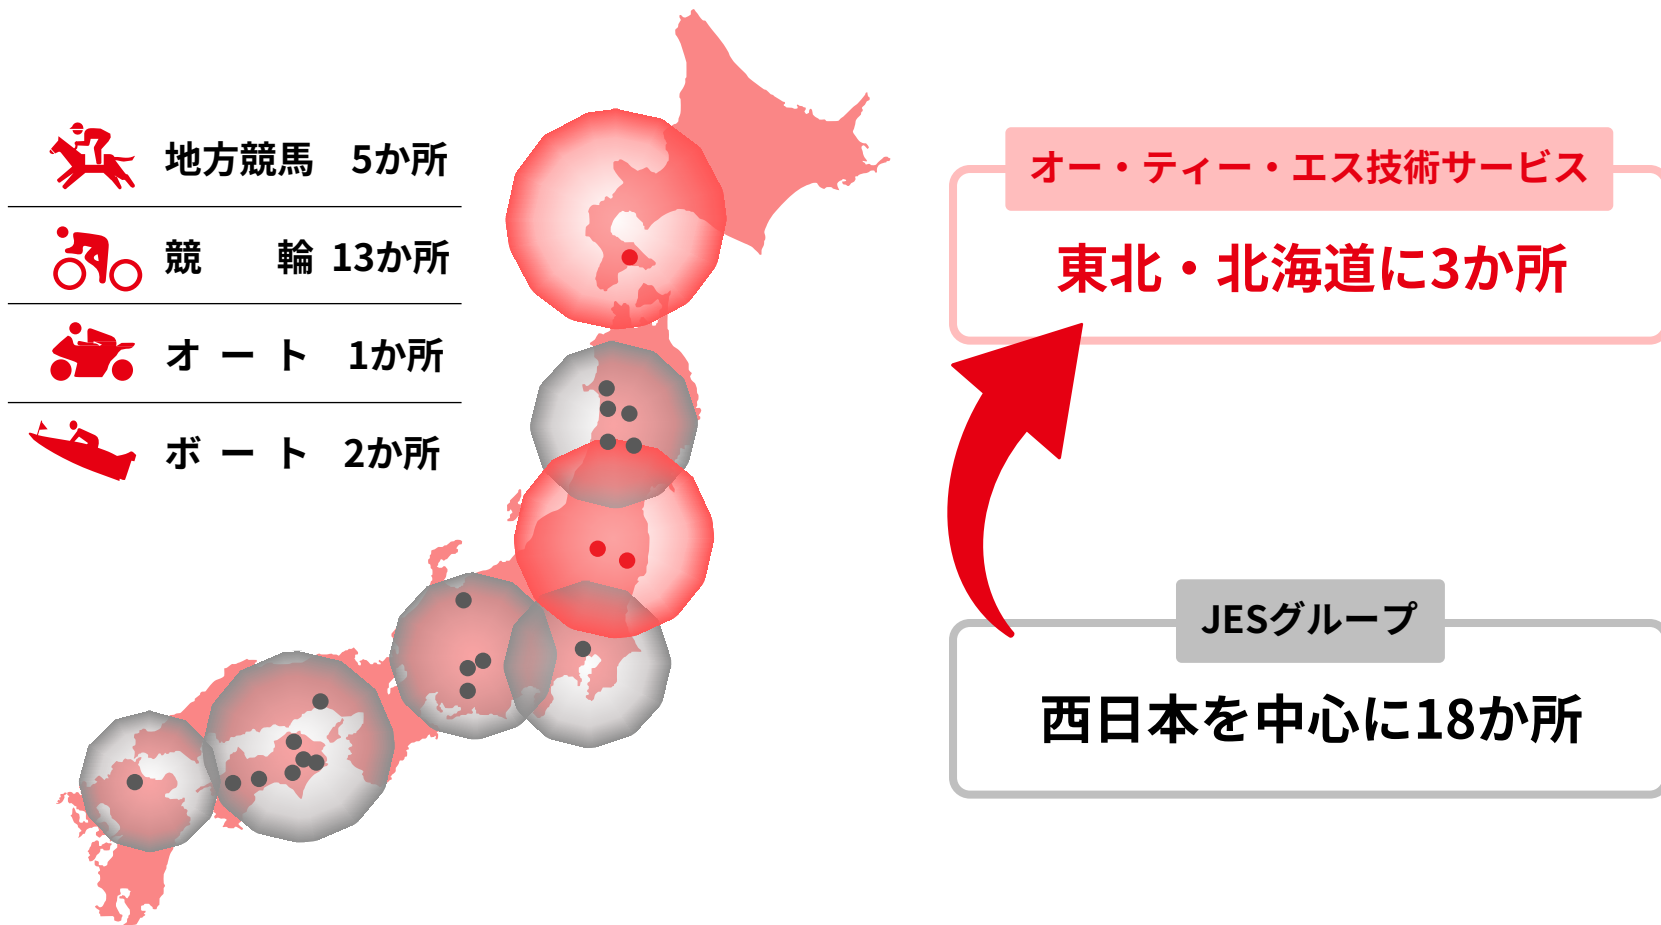 地方競馬 5か所
競輪 13か所
オート 1か所
ボート 2か所
オー・ティー・エス技術サービス
東北・北海道に3か所
JESグループ
西日本を中心に18か所